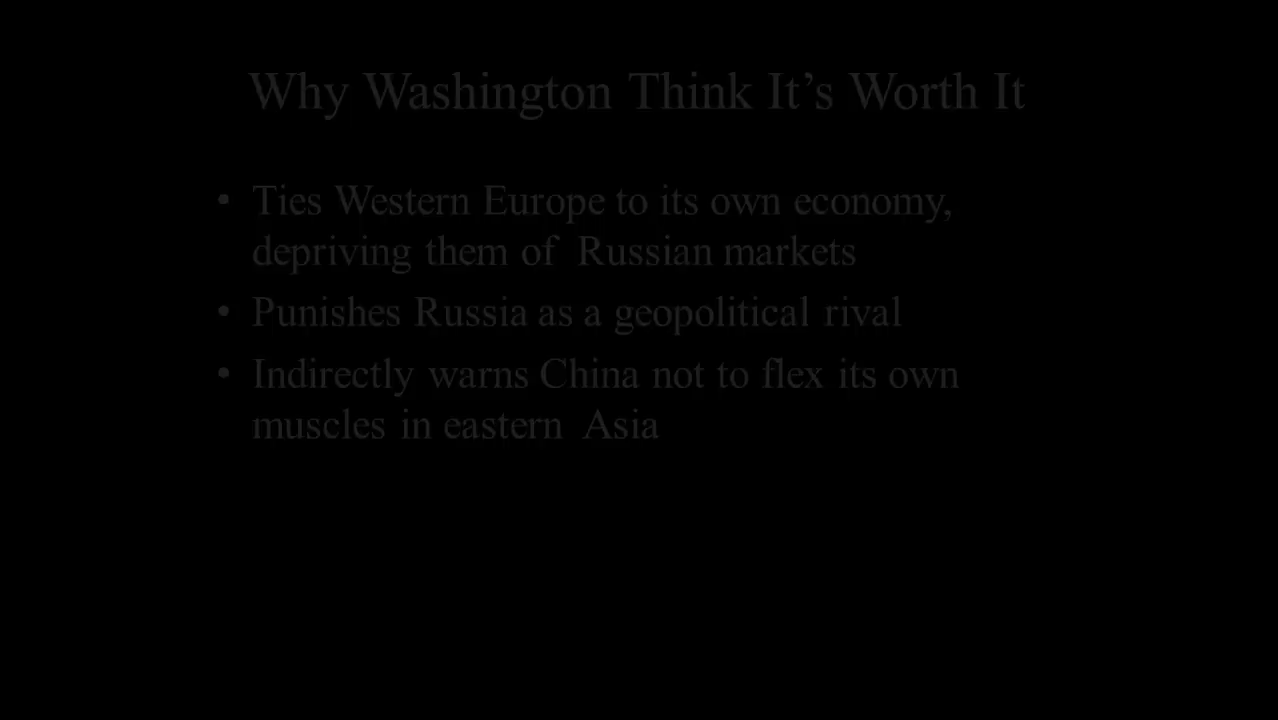 Why Washington Think It’s Worth It
• Ties Western Europe to its own economy,
depriving them of  Russian markets
• Punishes Russia as a geopolitical rival
• Indirectly warns China not to flex its own
muscles in eastern  Asia